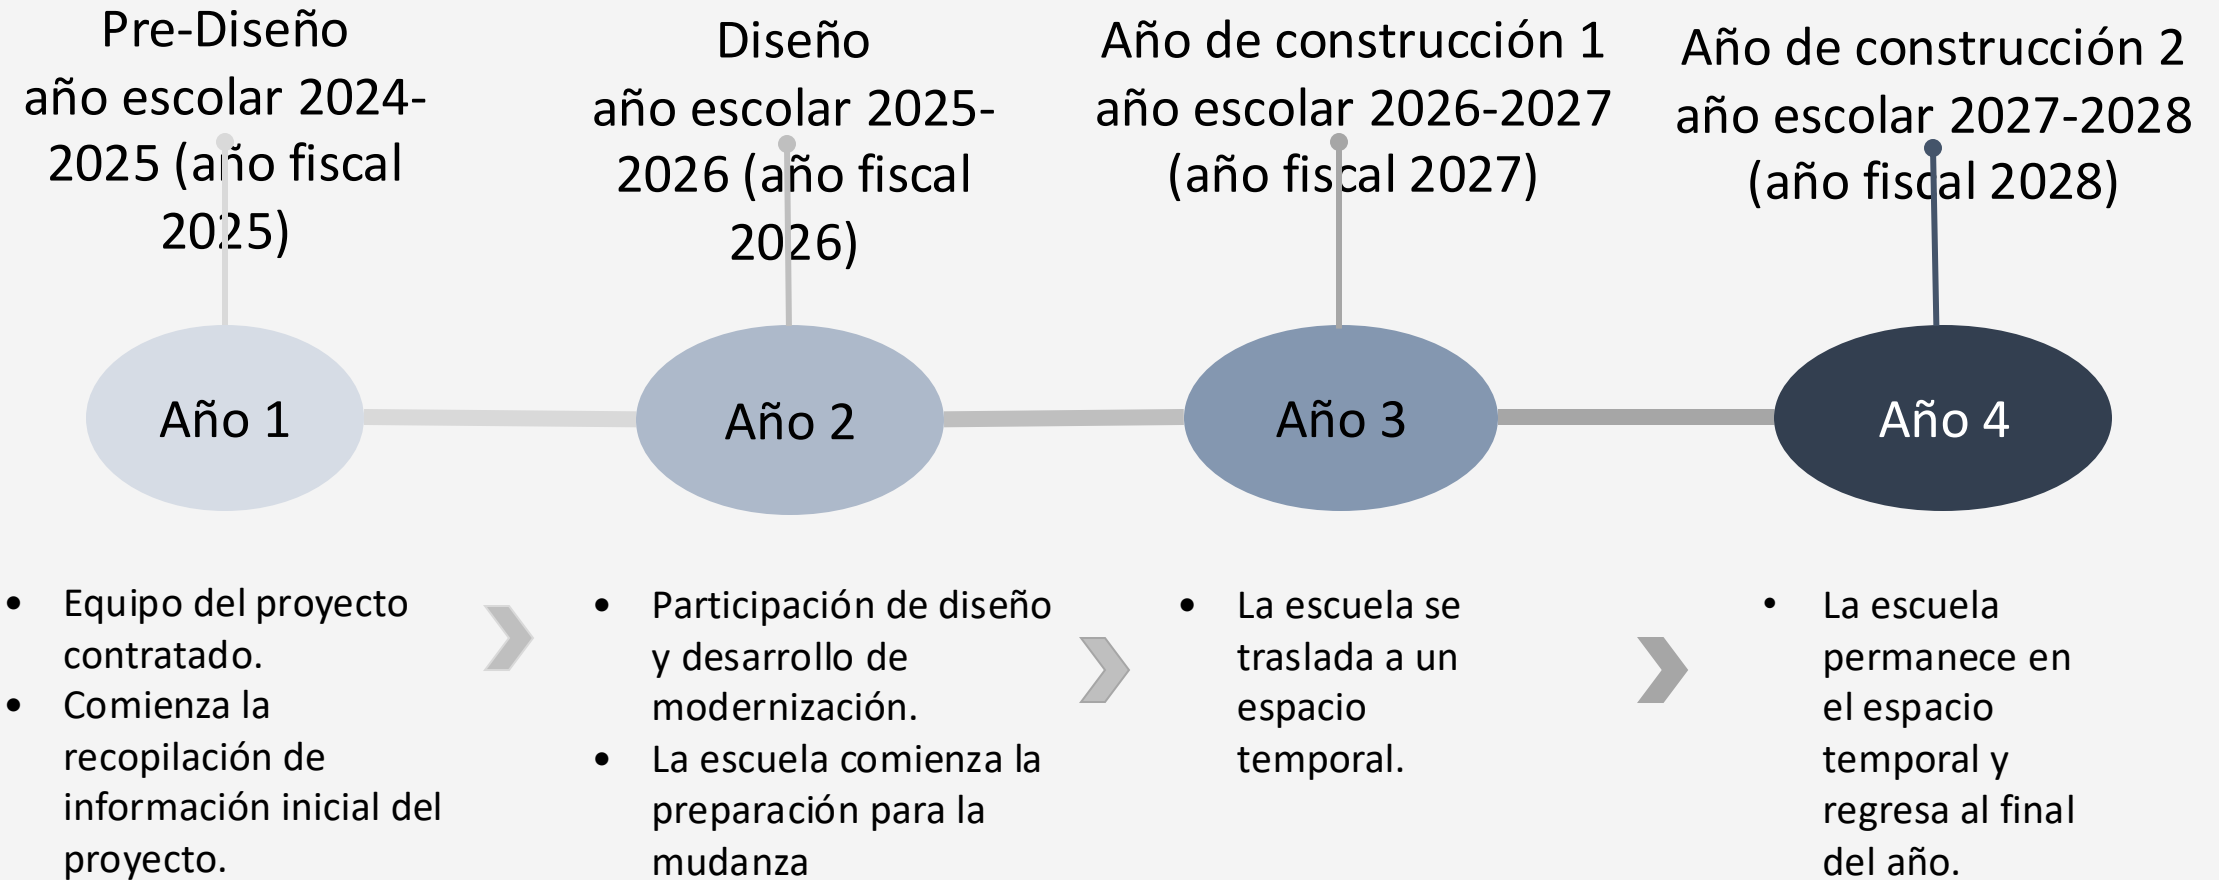 Pre-Diseño
año escolar 2024-
2025 (año fiscal
2025)
Diseño
año escolar 2025-
2026 (año fiscal
2026)
Año de construcción 1
año escolar 2026-2027
(año fiscal 2027)
Año de construcción 2
año escolar 2027-2028
(año fiscal 2028)
Año 1
Año 2
Año 3
Año 4
• Equipo del proyecto
contratado.
• Comienza la
recopilación de
información inicial del
proyecto.
• Participación de diseño
y desarrollo de
modernización.
• La escuela comienza la
preparación para la
mudanza
• La escuela se
traslada a un
espacio
temporal.
• La escuela
permanece en
el espacio
temporal y
regresa al final
del año.